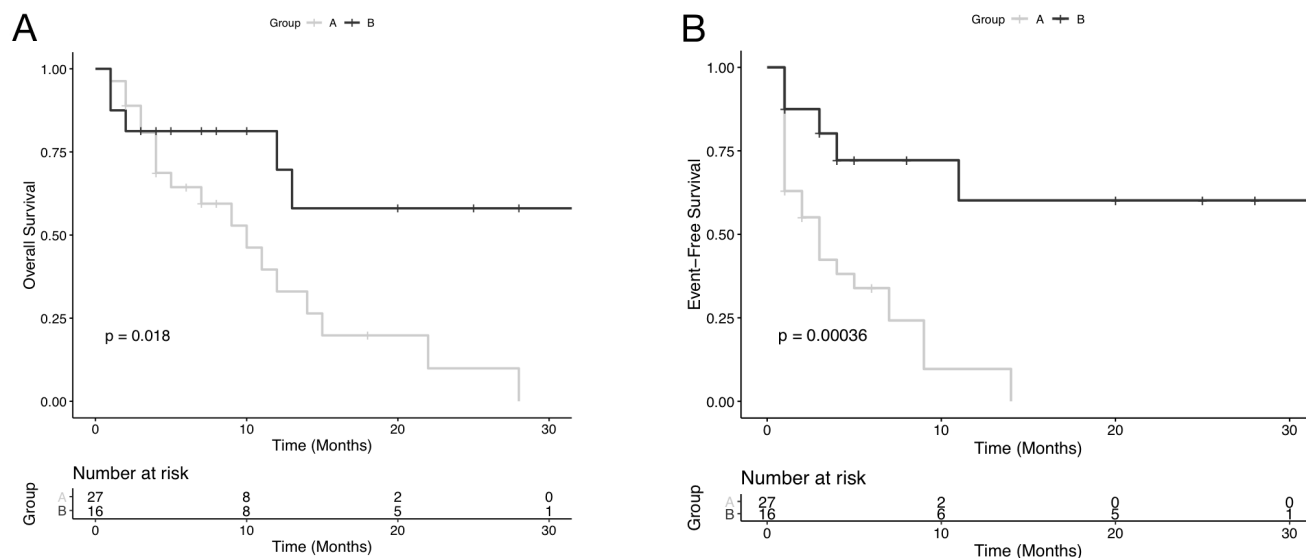 A
Group A B
Overall Survival
1.00
0.75
0.50
0.25
0.00
p = 0.018
0 10 20 30
Time (Months)
Number at risk
Group
A 27 8 2 0
B 16 8 5 1
0 10 20 30
Time (Months)
B
Group A B
Event−Free Survival
1.00
0.75
0.50
0.25
0.00
p = 0.00036
0 10 20 30
Time (Months)
Number at risk
Group
A 27 2 0 0
B 16 6 5 1
0 10 20 30
Time (Months)